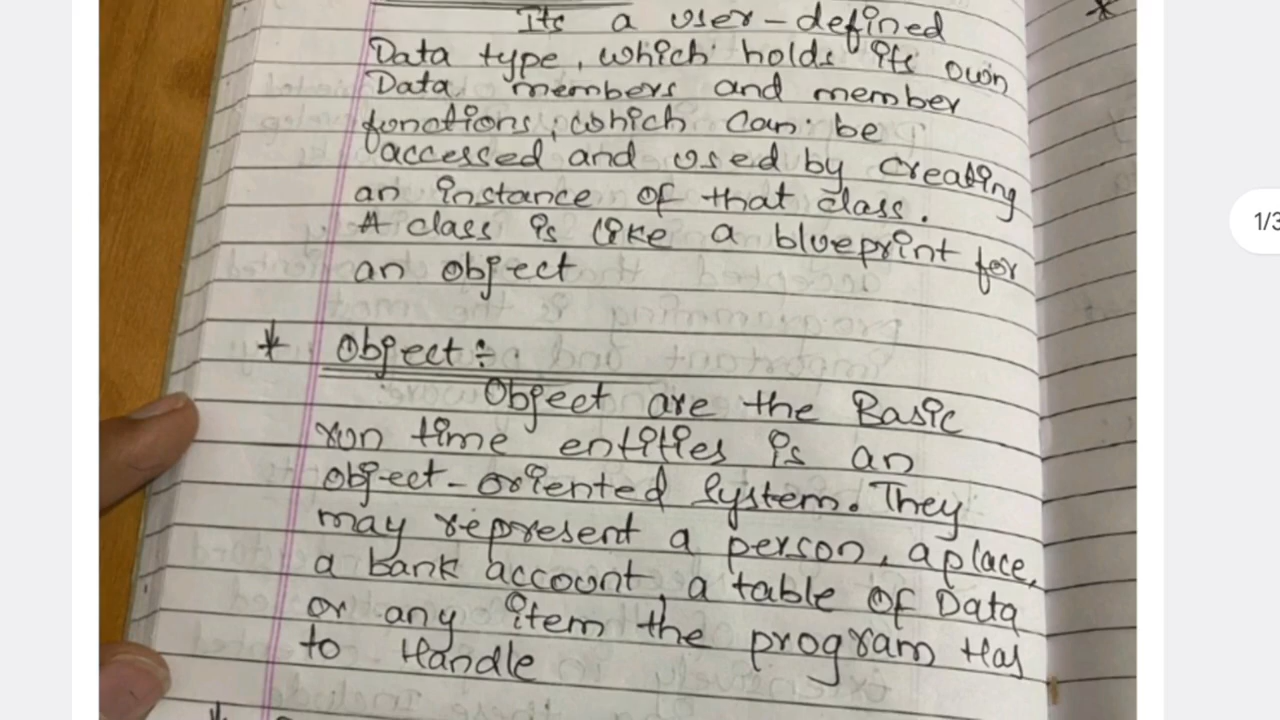 Its a user-defined
Data type, which holds its own
Data members and member
functions, which can be
accessed and used by creating
an instance of that class.
A class is like a blueprint for
an object
* Object :-
Object are the Basic
run time entities is an
object-oriented system. They
may represent a person, a place,
a bank account, a table of Data
or any item the program Has
to Handle
1/3